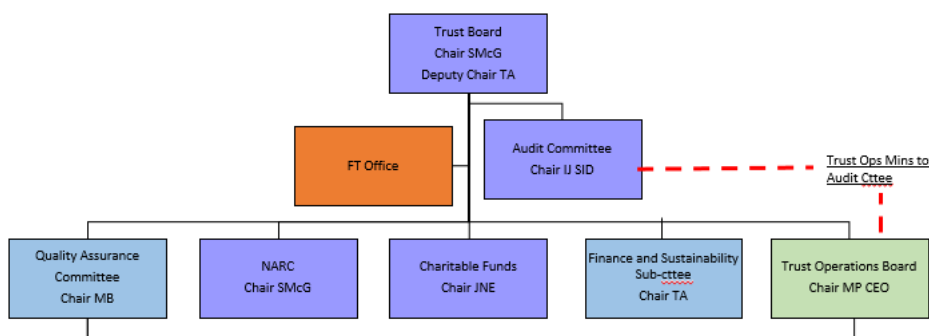 Trust Board
Chair SMcG
Deputy Chair TA
FT Office
Audit Committee
Chair IJ SID
Trust Ops Mins to
Audit Cttee
Quality Assurance
Committee
Chair MB
NARC
Chair SMcG
Charitable Funds
Chair JNE
Finance and Sustainability
Sub-cttee
Chair TA
Trust Operations Board
Chair MP CEO